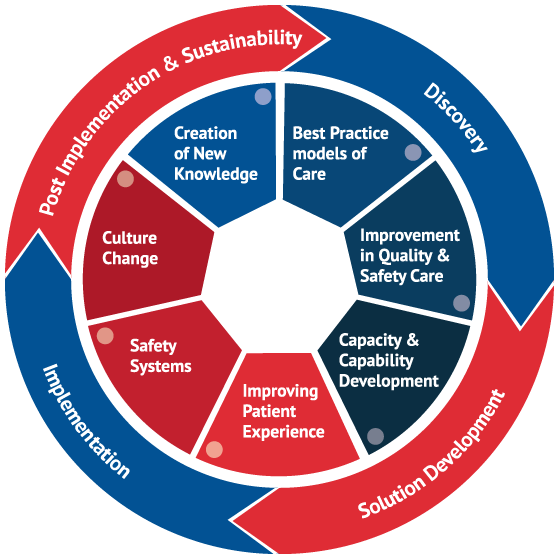 Post Implementation & Sustainability
Discovery
Solution Development
Implementation
Creation
of New
Knowledge
Best Practice
models of
Care
Improvement
in Quality &
Safety Care
Capacity &
Capability
Development
Improving
Patient
Experience
Safety
Systems
Culture
Change